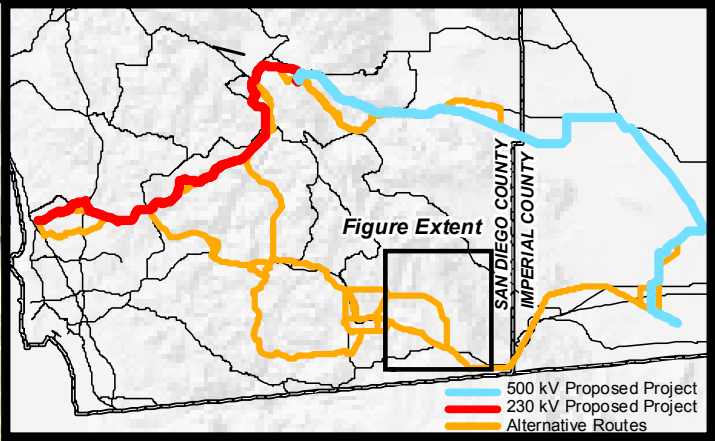 Figure Extent
SAN DIEGO COUNTY
IMPERIAL COUNTY
500 kV Proposed Project
230 kV Proposed Project
Alternative Routes